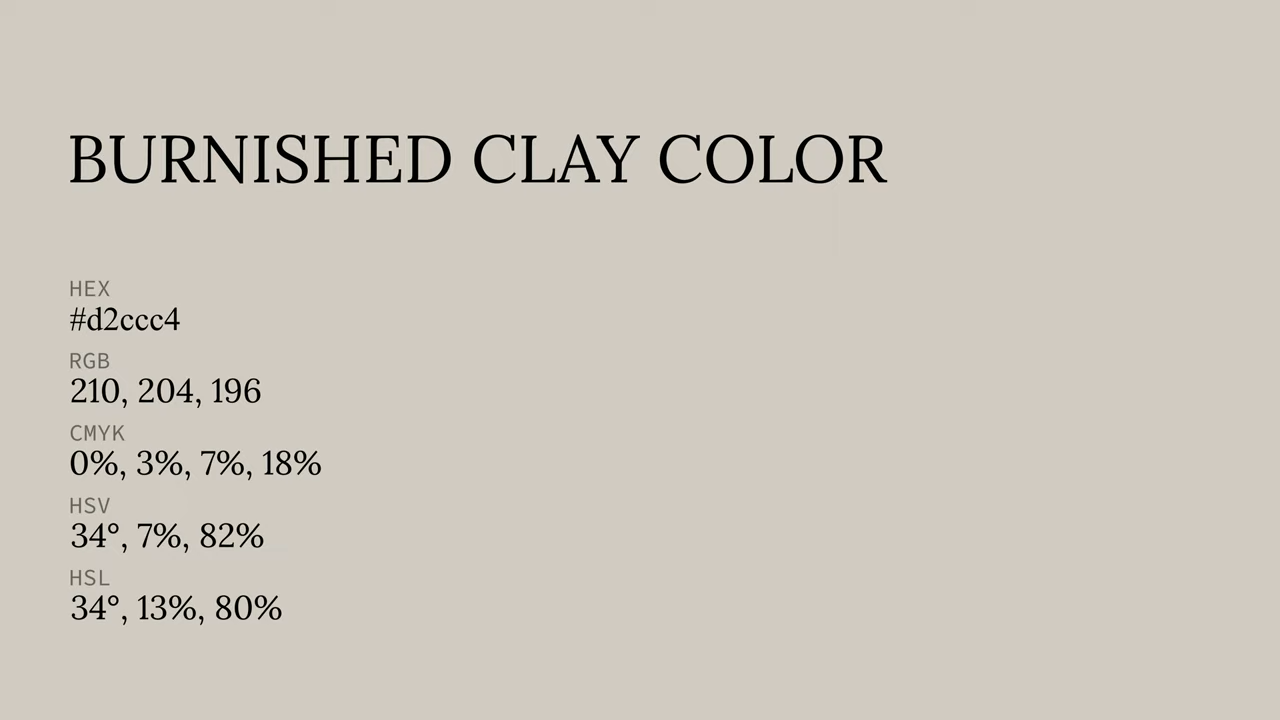 BURNISHED CLAY COLOR
HEX
#d2ccc4
RGB
210, 204, 196
CMYK
0%, 3%, 7%, 18%
HSV
34°, 7%, 82%
HSL
34°, 13%, 80%